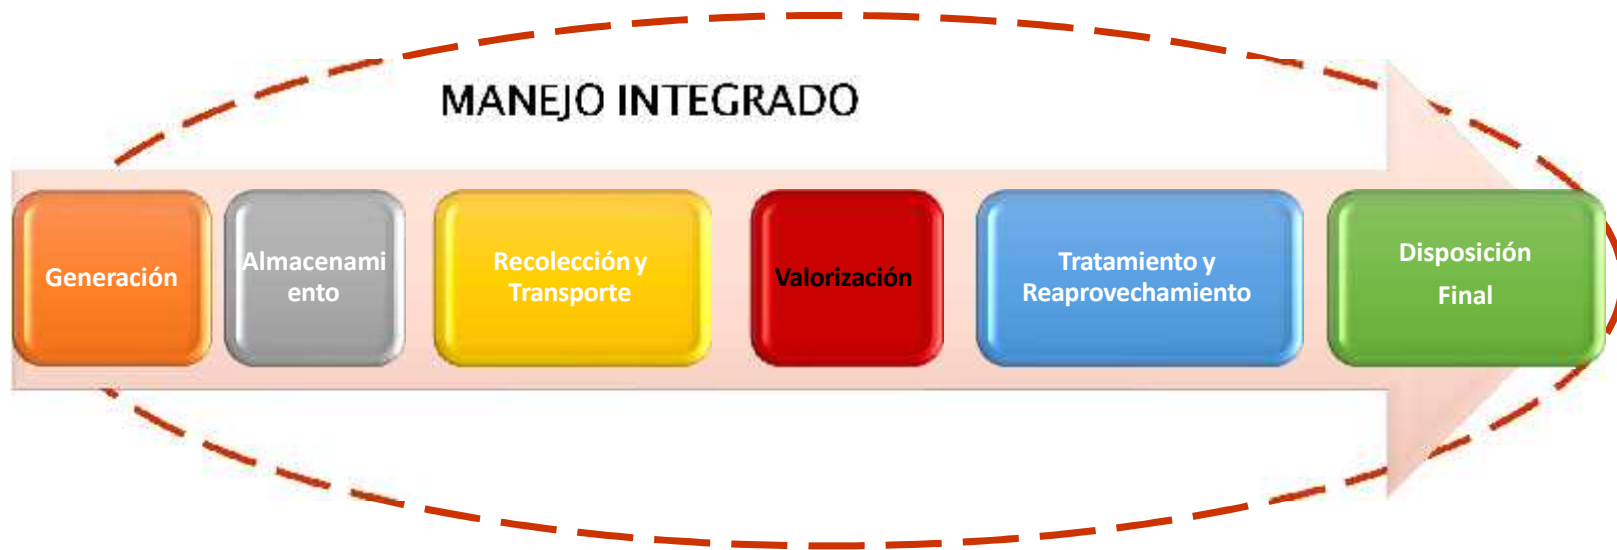 MANEJO INTEGRADO
Generación
Almacenami
ento
Recolección y
Transporte
Valorización
Tratamiento y
Reaprovechamiento
Disposición
Final